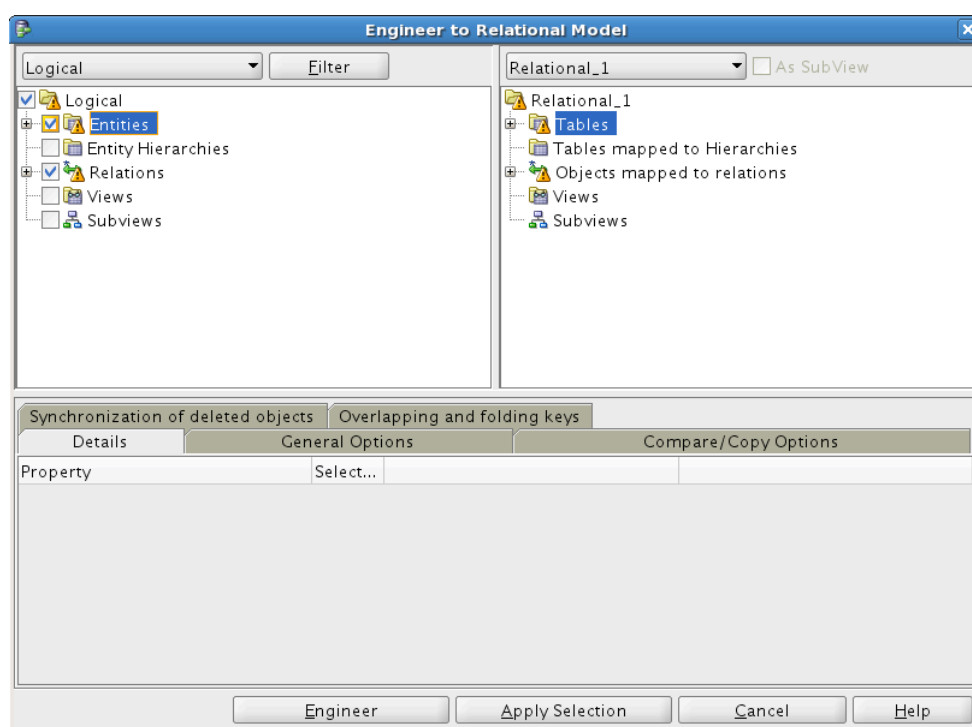 Engineer to Relational Model
Logical
Filter
Relational_1
As SubView
Logical
Entities
Entity Hierarchies
Relations
Views
Subviews
Relational_1
Tables
Tables mapped to Hierarchies
Objects mapped to relations
Views
Subviews
Synchronization of deleted objects
Overlapping and folding keys
Details
General Options
Compare/Copy Options
Property
Select...
Engineer
Apply Selection
Cancel
Help